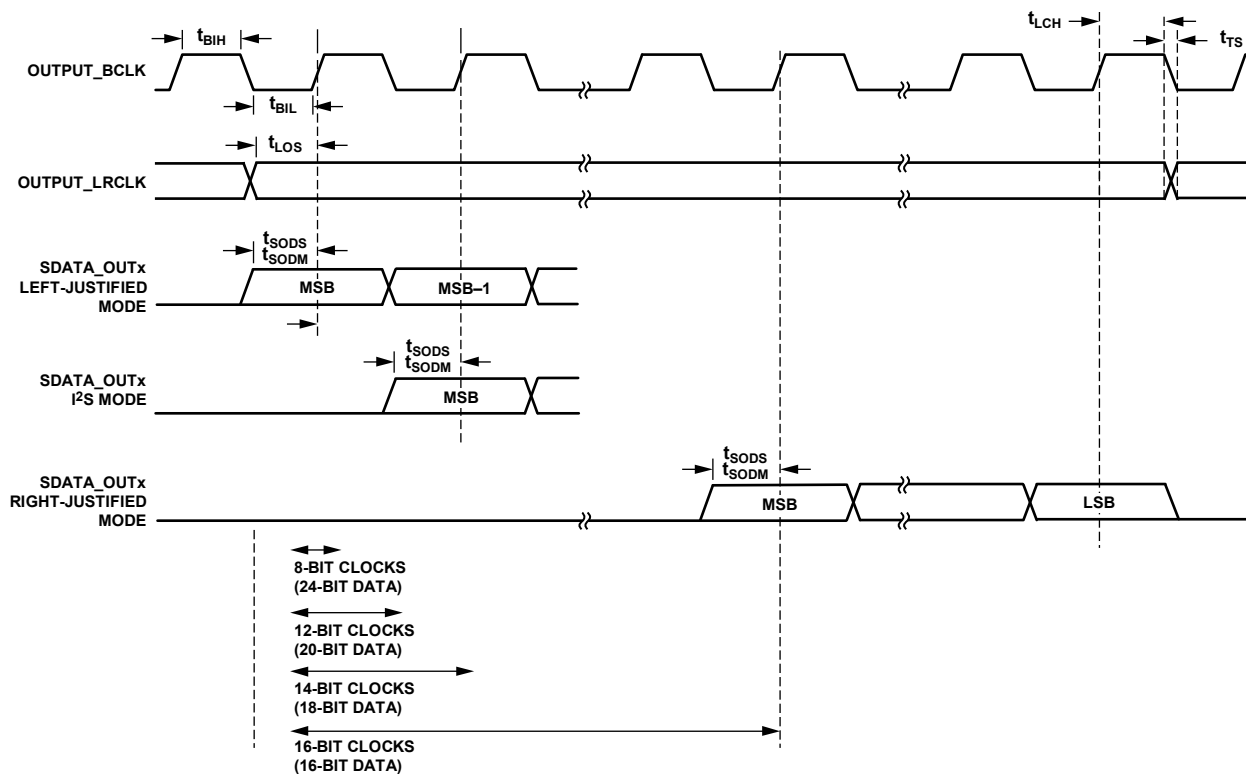 tLCH
tBIH
tTS
OUTPUT_BCLK
tBIL
tLOS
OUTPUT_LRCLK
tSODS
tSODM
SDATA_OUTx
LEFT-JUSTIFIED
MODE
MSB
MSB–1
tSODS
tSODM
SDATA_OUTx
I²S MODE
MSB
tSODS
tSODM
SDATA_OUTx
RIGHT-JUSTIFIED
MODE
MSB
LSB
8-BIT CLOCKS
(24-BIT DATA)
12-BIT CLOCKS
(20-BIT DATA)
14-BIT CLOCKS
(18-BIT DATA)
16-BIT CLOCKS
(16-BIT DATA)